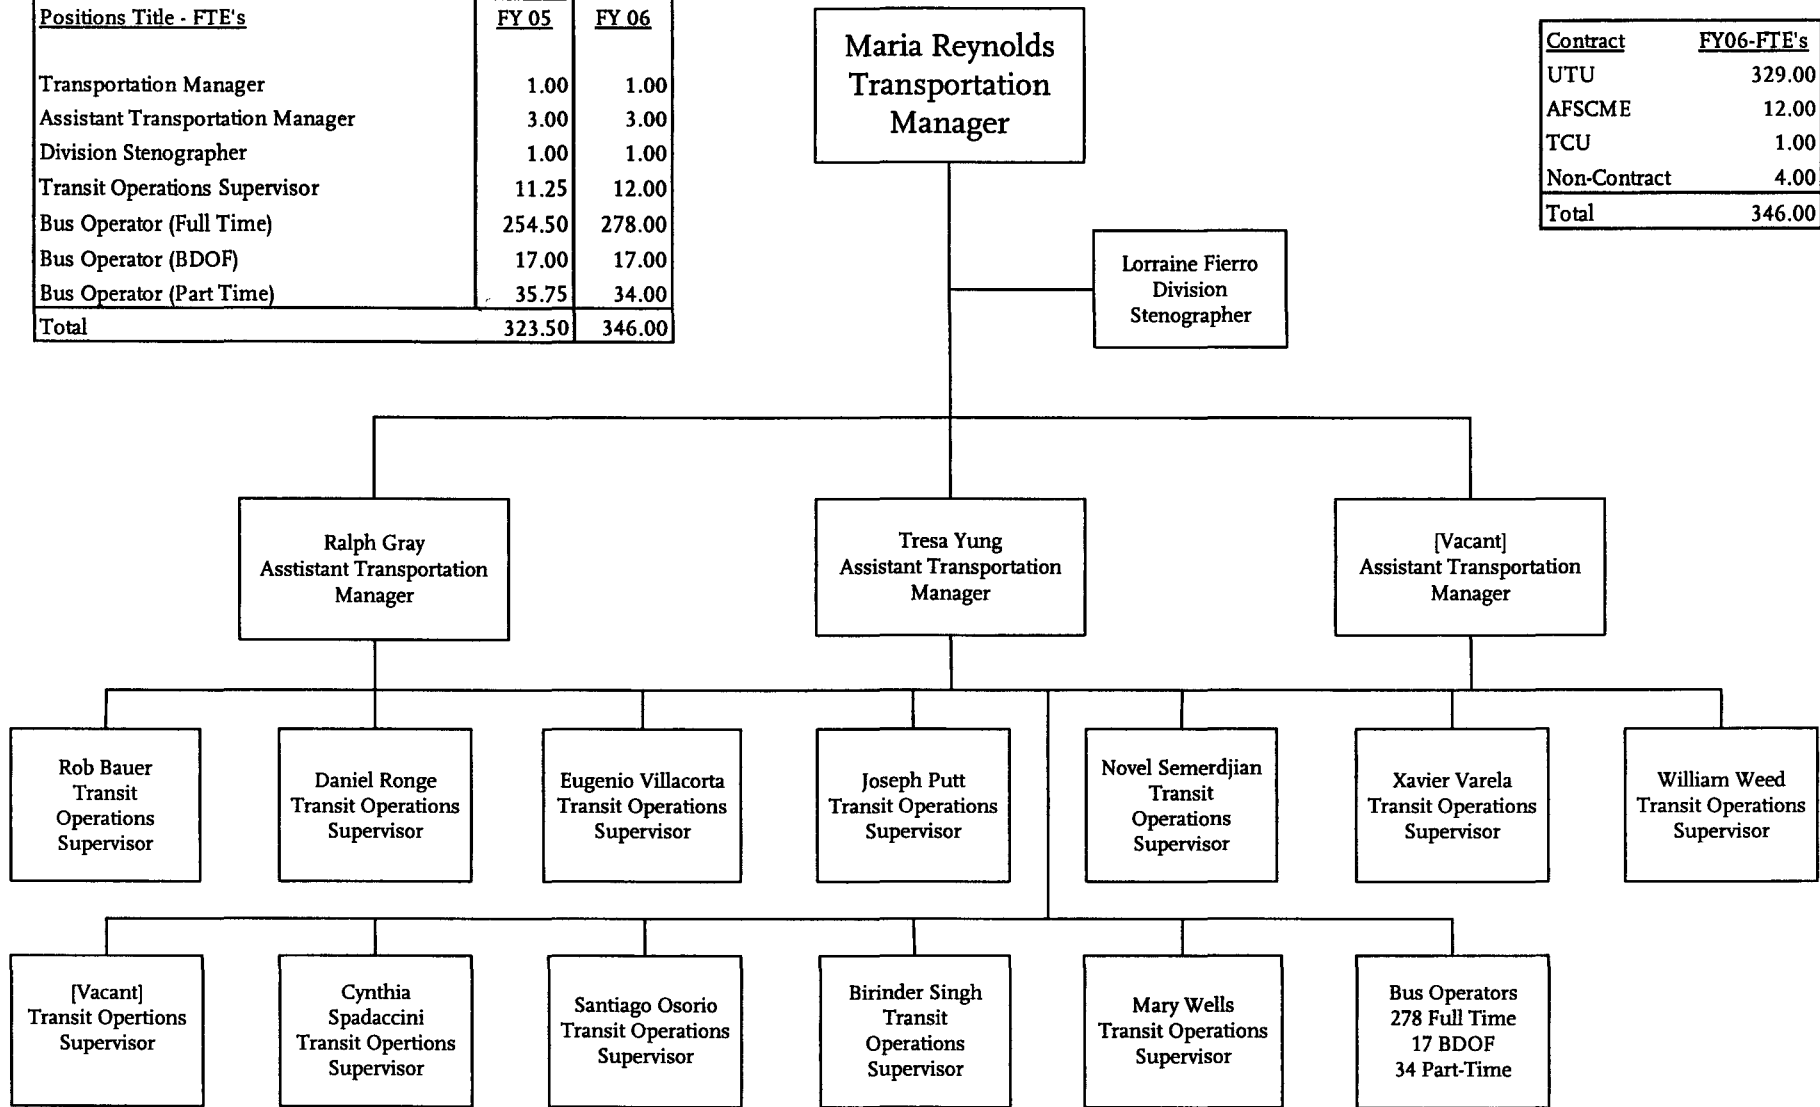 Positions Title - FTE's FY 05 FY 06
Transportation Manager 1.00 1.00
Assistant Transportation Manager 3.00 3.00
Division Stenographer 1.00 1.00
Transit Operations Supervisor 11.25 12.00
Bus Operator (Full Time) 254.50 278.00
Bus Operator (BDOF) 17.00 17.00
Bus Operator (Part Time) 35.75 34.00
Total 323.50 346.00
Maria Reynolds
Transportation
Manager
Contract FY06-FTE's
UTU 329.00
AFSCME 12.00
TCU 1.00
Non-Contract 4.00
Total 346.00
Lorraine Fierro
Division
Stenographer
Ralph Gray
Asstistant Transportation
Manager
Tresa Yung
Assistant Transportation
Manager
[Vacant]
Assistant Transportation
Manager
Rob Bauer
Transit
Operations
Supervisor
Daniel Ronge
Transit Operations
Supervisor
Eugenio Villacorta
Transit Operations
Supervisor
Joseph Putt
Transit Operations
Supervisor
Novel Semerdjian
Transit
Operations
Supervisor
Xavier Varela
Transit Operations
Supervisor
William Weed
Transit Operations
Supervisor
[Vacant]
Transit Opertions
Supervisor
Cynthia
Spadaccini
Transit Opertions
Supervisor
Santiago Osorio
Transit Operations
Supervisor
Birinder Singh
Transit
Operations
Supervisor
Mary Wells
Transit Operations
Supervisor
Bus Operators
278 Full Time
17 BDOF
34 Part-Time